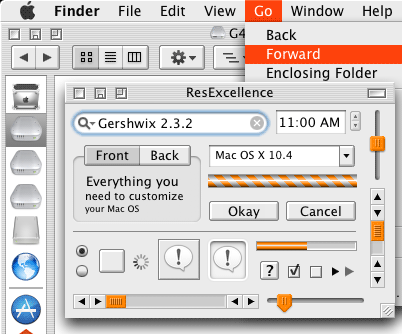 Finder File Edit View Go Window Help
G4
Back
Forward
Enclosing Folder
ResExcellence
Gershwix 2.3.2
11:00 AM
Front Back
Mac OS X 10.4
Everything you
need to customize
your Mac OS
Okay Cancel
?
! !